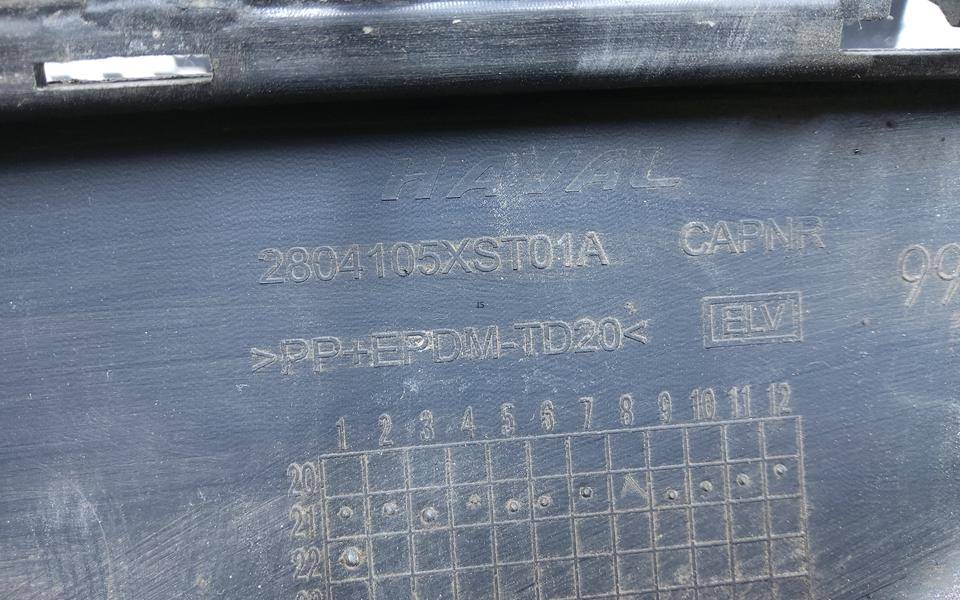 HAVAL
2804105XST01A CAPNR
99
>PP+EPDM-TD20< ELV
1 2 3 4 5 6 7 8 9 10 11 12
20
21
22